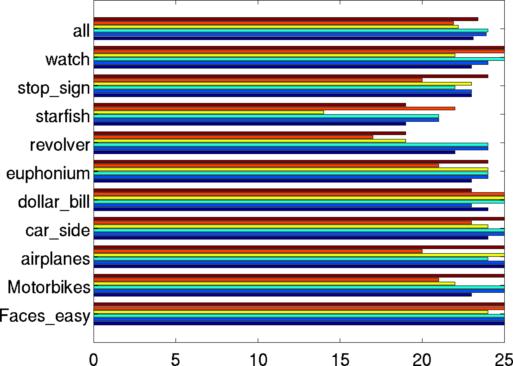 all
watch
stop_sign
starfish
revolver
euphonium
dollar_bill
car_side
airplanes
Motorbikes
Faces_easy
0 5 10 15 20 25